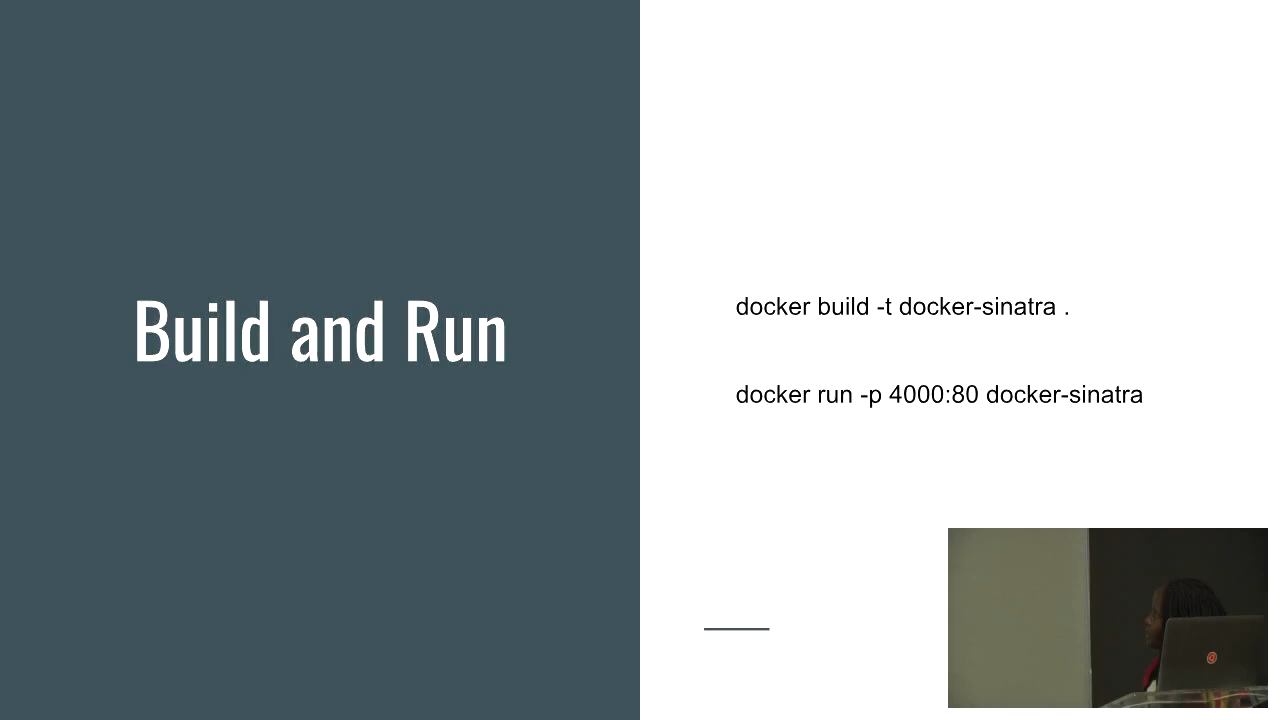 Build and Run
docker build -t docker-sinatra .
docker run -p 4000:80 docker-sinatra